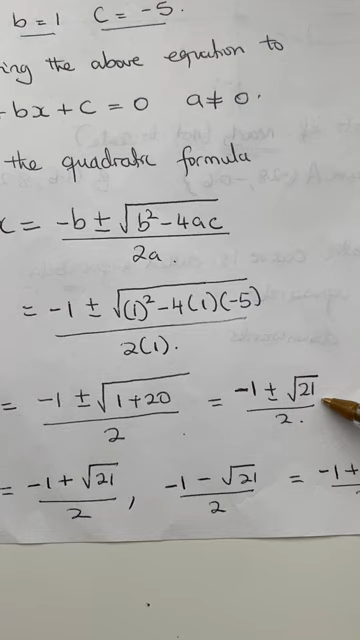 b = 1 c = -5.
ing the above equation to
bx + c = 0 a ≠ 0.
the quadratic formula
x = (-b ± √(b² - 4ac)) / 2a
= (-1 ± √((1)² - 4(1)(-5))) / 2(1).
= (-1 ± √(1+20)) / 2 = (-1 ± √21) / 2.
= (-1 + √21) / 2 , (-1 - √21) / 2 = -1 +